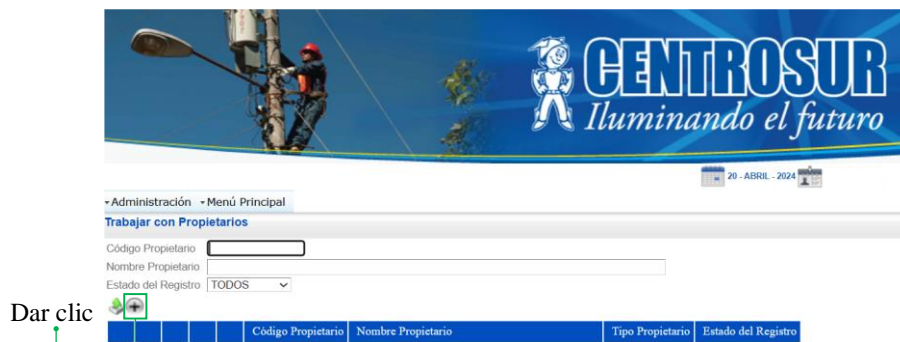 CENTROSUR
Iluminando el futuro
20 - ABRIL - 2024
Administración Menú Principal
Trabajar con Propietarios
Código Propietario
Nombre Propietario
Estado del Registro TODOS
Dar clic
Código Propietario Nombre Propietario Tipo Propietario Estado del Registro